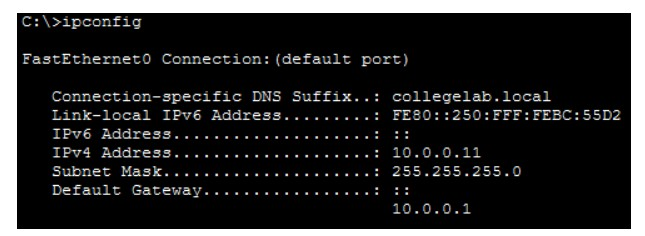 C:\>ipconfig
FastEthernet0 Connection:(default port)
Connection-specific DNS Suffix..: collegelab.local
Link-local IPv6 Address.........: FE80::250:FFF:FEBC:55D2
IPv6 Address....................: ::
IPv4 Address....................: 10.0.0.11
Subnet Mask.....................: 255.255.255.0
Default Gateway.................: ::
10.0.0.1